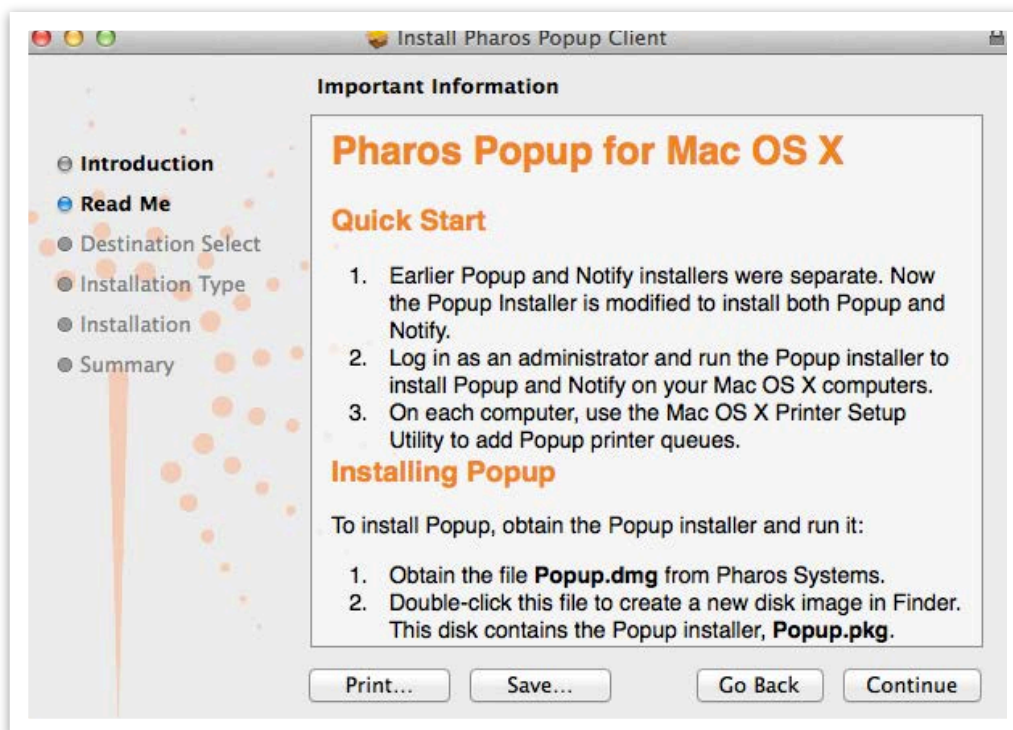 Install Pharos Popup Client
Important Information
Introduction
Read Me
Destination Select
Installation Type
Installation
Summary
Pharos Popup for Mac OS X
Quick Start
1. Earlier Popup and Notify installers were separate. Now
the Popup Installer is modified to install both Popup and
Notify.
2. Log in as an administrator and run the Popup installer to
install Popup and Notify on your Mac OS X computers.
3. On each computer, use the Mac OS X Printer Setup
Utility to add Popup printer queues.
Installing Popup
To install Popup, obtain the Popup installer and run it:
1. Obtain the file Popup.dmg from Pharos Systems.
2. Double-click this file to create a new disk image in Finder.
This disk contains the Popup installer, Popup.pkg.
Print... Save... Go Back Continue